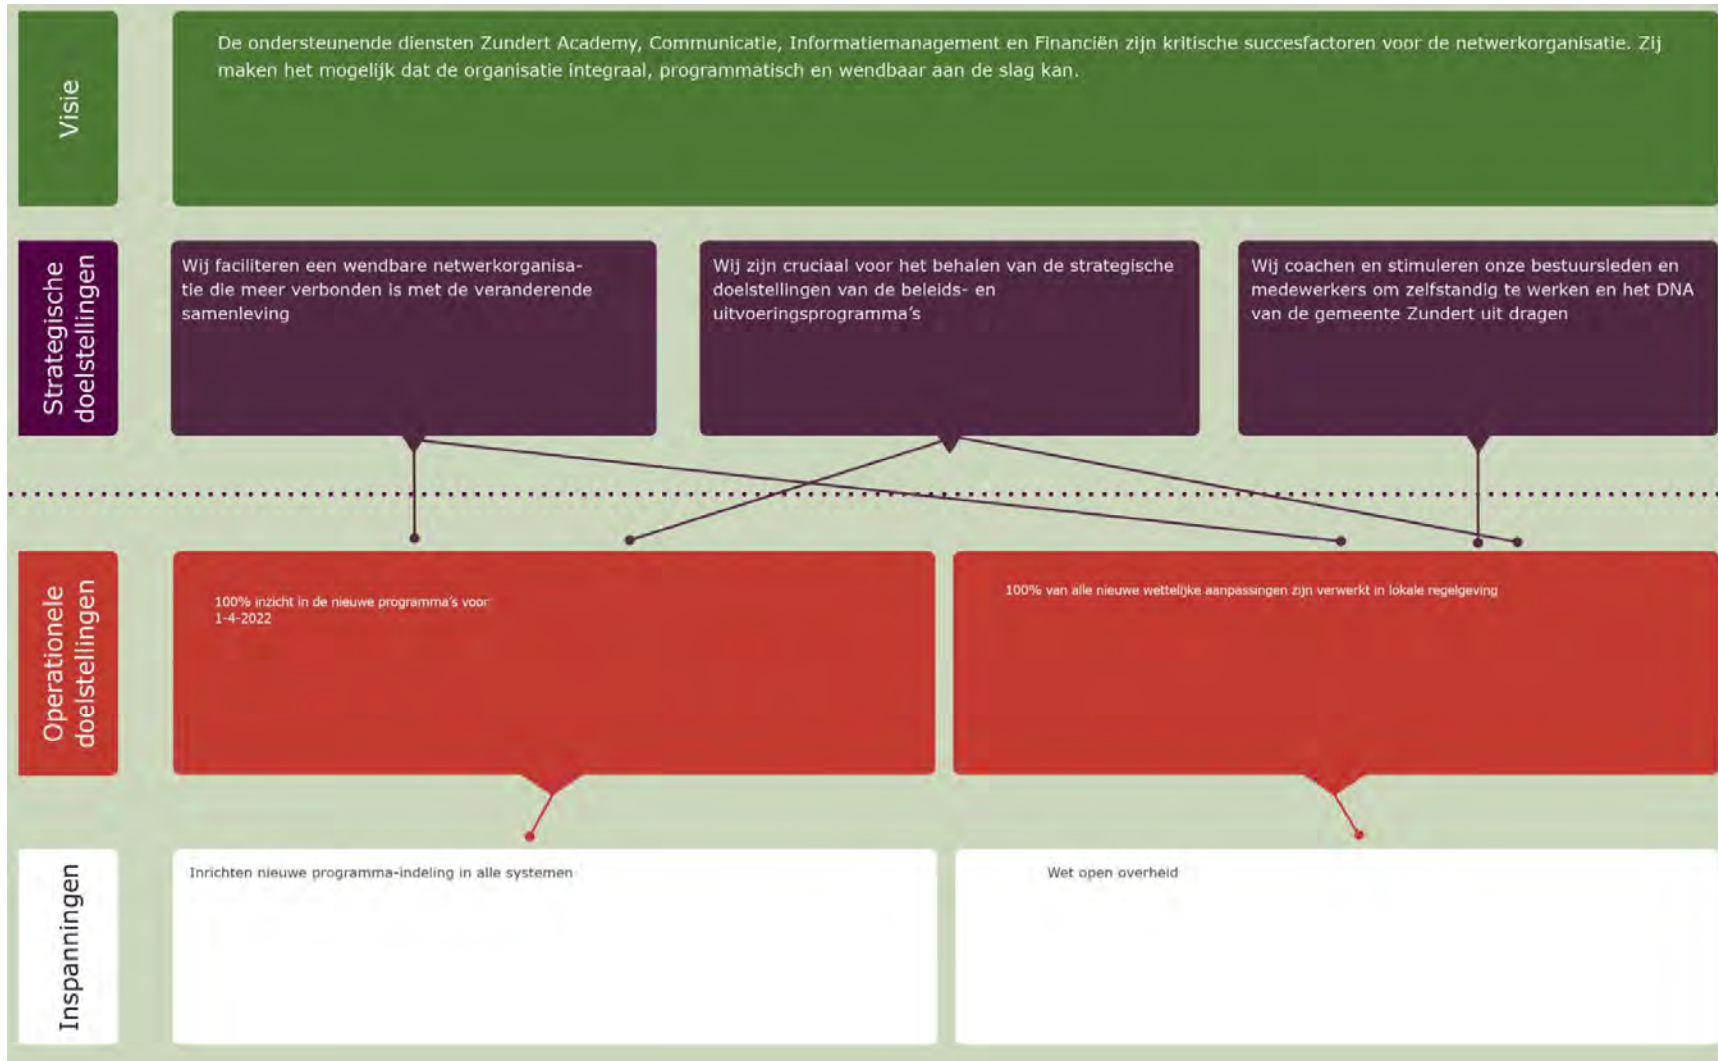 Visie
De ondersteunende diensten Zundert Academy, Communicatie, Informatiemanagement en Financiën zijn kritische succesfactoren voor de netwerkorganisatie. Zij
maken het mogelijk dat de organisatie integraal, programmatisch en wendbaar aan de slag kan.
Strategische
doelstellingen
Wij faciliteren een wendbare netwerkorganisa-
tie die meer verbonden is met de veranderende
samenleving
Wij zijn cruciaal voor het behalen van de strategische
doelstellingen van de beleids- en
uitvoeringsprogramma’s
Wij coachen en stimuleren onze bestuursleden en
medewerkers om zelfstandig te werken en het DNA
van de gemeente Zundert uit dragen
Operationele
doelstellingen
100% inzicht in de nieuwe programma’s voor
1-4-2022
100% van alle nieuwe wettelijke aanpassingen zijn verwerkt in lokale regelgeving
Inspanningen
Inrichten nieuwe programma-indeling in alle systemen
Wet open overheid